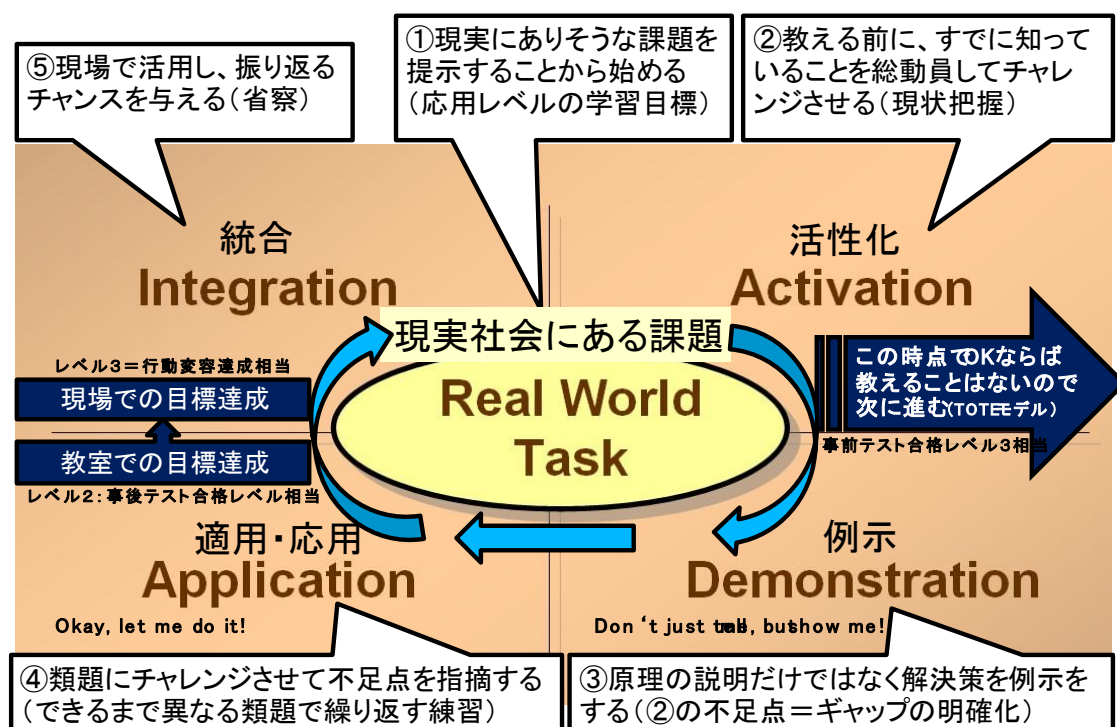 ⑤現場で活用し、振り返る
チャンスを与える(省察)
①現実にありそうな課題を
提示することから始める
(応用レベルの学習目標)
②教える前に、すでに知って
いることを総動員してチャレ
ンジさせる(現状把握)
統合
Integration
活性化
Activation
現実社会にある課題
Real World
Task
レベル3=行動変容達成相当
現場での目標達成
教室での目標達成
レベル2:事後テスト合格レベル相当
この時点でOKならば
教えることはないので
次に進む(TOTEモデル)
事前テスト合格レベル3相当
適用・応用
Application
Okay, let me do it!
例示
Demonstration
Don‘t just tell me, but show me!
④類題にチャレンジさせて不足点を指摘する
(できるまで異なる類題で繰り返す練習)
③原理の説明だけではなく解決策を例示を
する(②の不足点=ギャップの明確化)